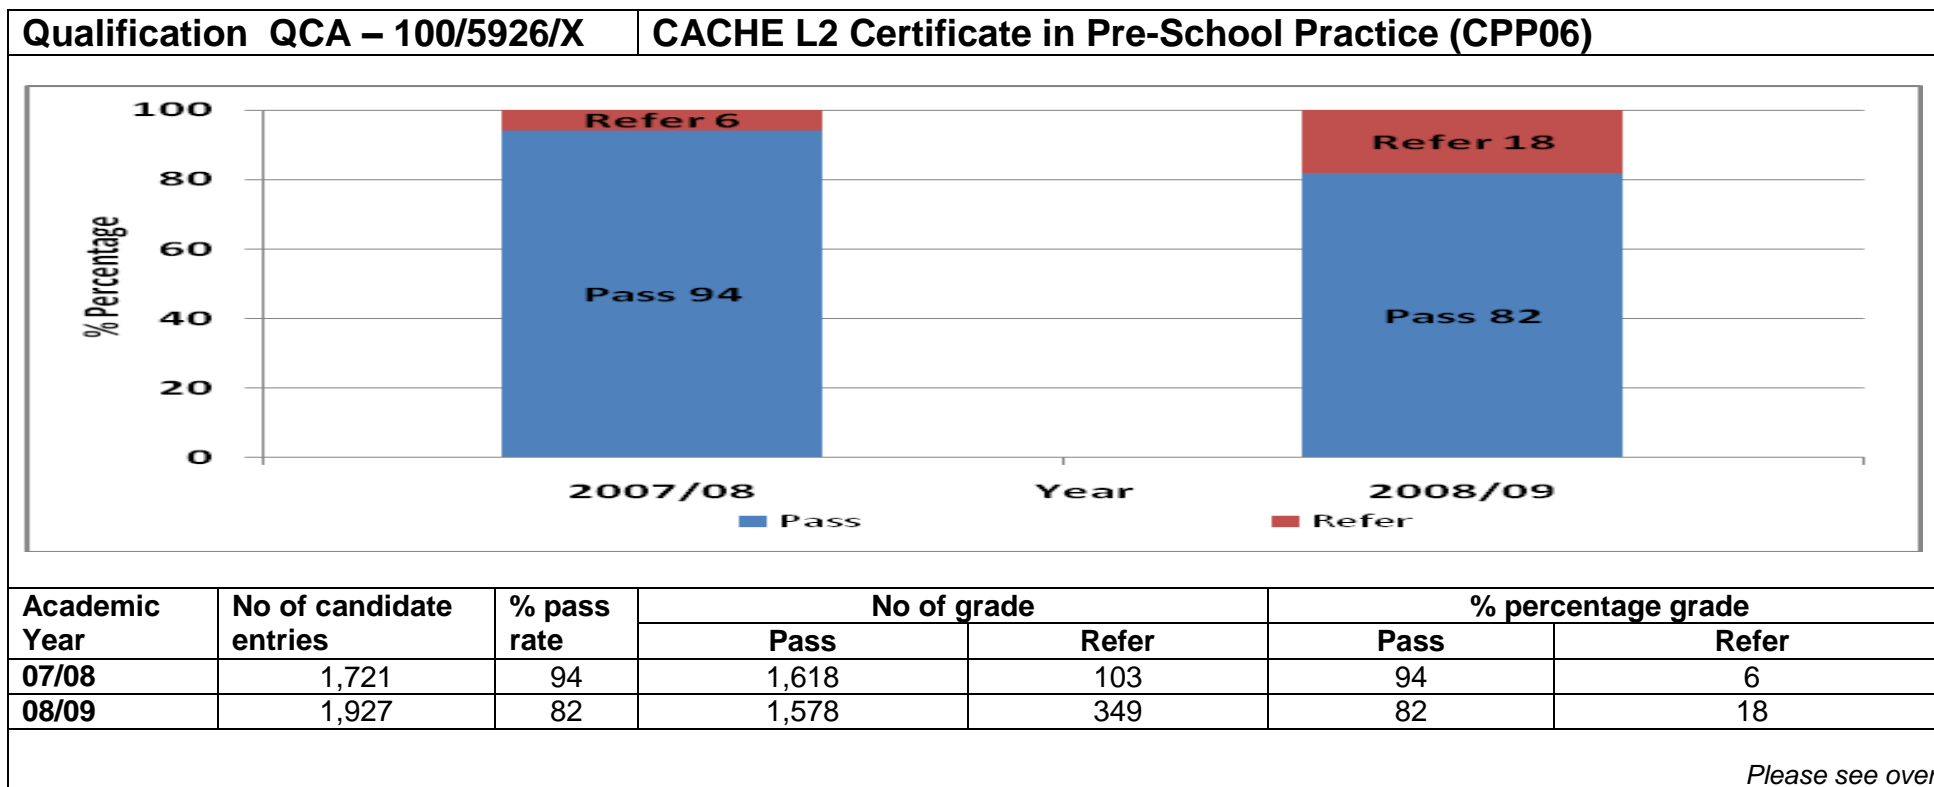 Qualification QCA – 100/5926/X CACHE L2 Certificate in Pre-School Practice (CPP06)
100
80
60
40
20
0
% Percentage
Refer 6
Pass 94
Refer 18
Pass 82
2007/08 Year 2008/09
Pass Refer
Academic Year No of candidate entries % pass rate No of grade % percentage grade
Pass Refer Pass Refer
07/08 1,721 94 1,618 103 94 6
08/09 1,927 82 1,578 349 82 18
Please see over